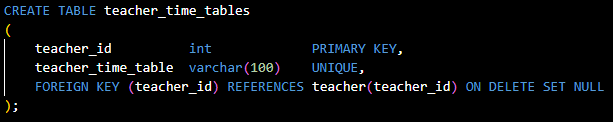 CREATE TABLE teacher_time_tables
(
    teacher_id          int             PRIMARY KEY,
    teacher_time_table  varchar(100)    UNIQUE,
    FOREIGN KEY (teacher_id) REFERENCES teacher(teacher_id) ON DELETE SET NULL
);